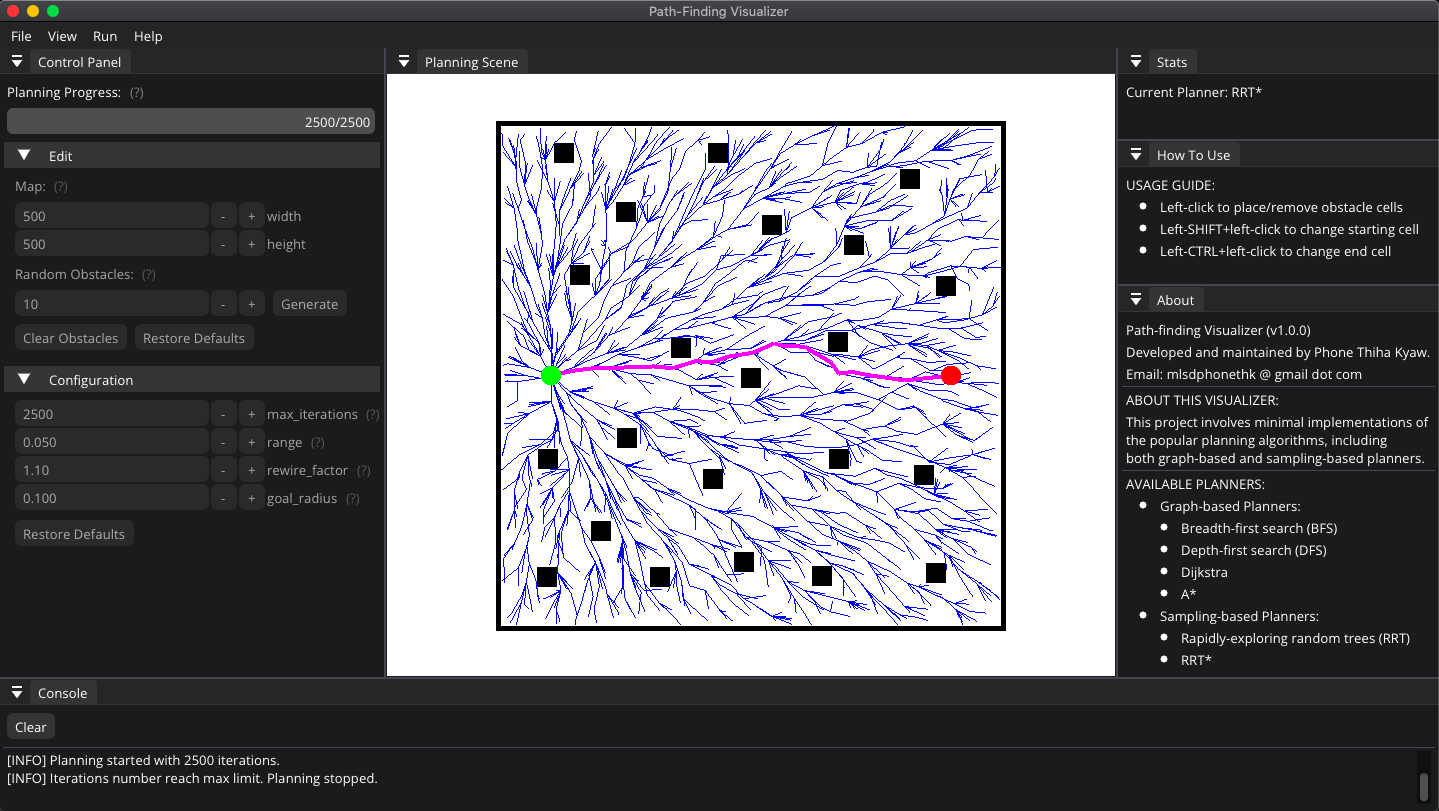 Path-Finding Visualizer
File View Run Help
Control Panel
Planning Progress: (?)
2500/2500
Edit
Map: (?)
500 - + width
500 - + height
Random Obstacles: (?)
10 - + Generate
Clear Obstacles Restore Defaults
Configuration
2500 - + max_iterations (?)
0.050 - + range (?)
1.10 - + rewire_factor (?)
0.100 - + goal_radius (?)
Restore Defaults
Planning Scene
Stats
Current Planner: RRT*
How To Use
USAGE GUIDE:
Left-click to place/remove obstacle cells
Left-SHIFT+left-click to change starting cell
Left-CTRL+left-click to change end cell
About
Path-finding Visualizer (v1.0.0)
Developed and maintained by Phone Thiha Kyaw.
Email: mlsdphonethk @ gmail dot com
ABOUT THIS VISUALIZER:
This project involves minimal implementations of
the popular planning algorithms, including
both graph-based and sampling-based planners.
AVAILABLE PLANNERS:
Graph-based Planners:
Breadth-first search (BFS)
Depth-first search (DFS)
Dijkstra
A*
Sampling-based Planners:
Rapidly-exploring random trees (RRT)
RRT*
Console
Clear
[INFO] Planning started with 2500 iterations.
[INFO] Iterations number reach max limit. Planning stopped.